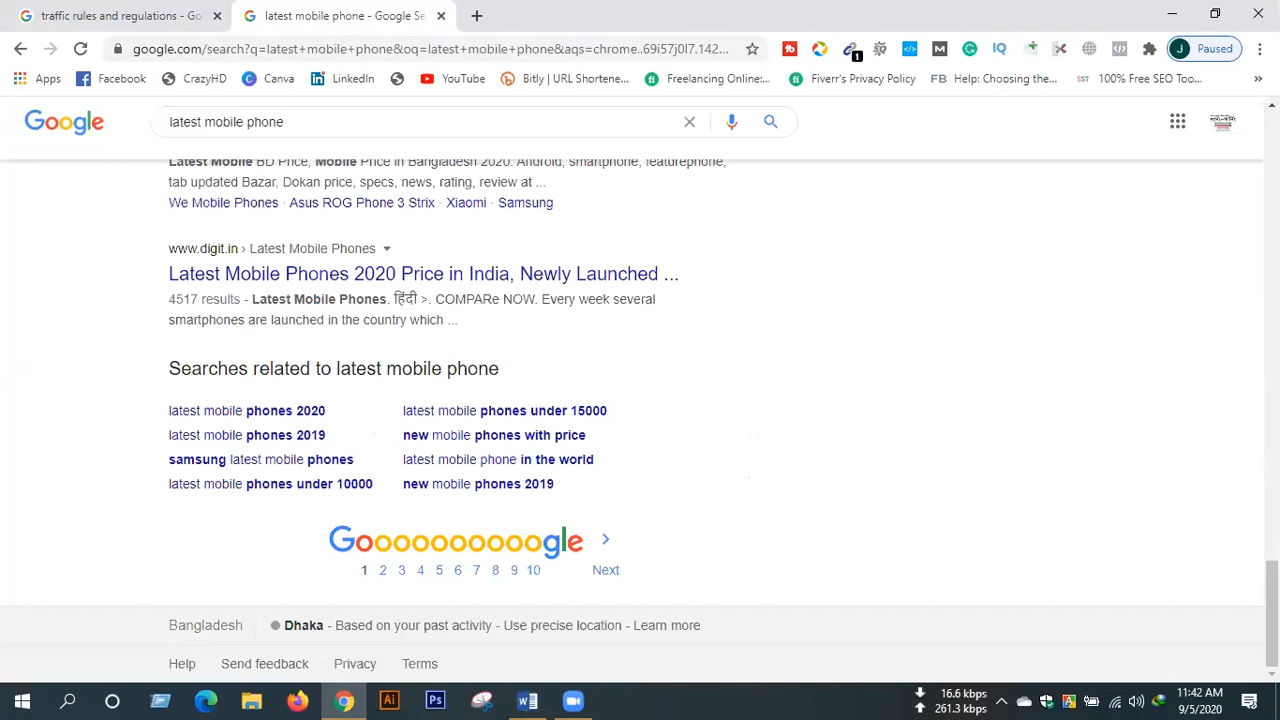 traffic rules and regulations - Go
latest mobile phone - Google Se
google.com/search?q=latest+mobile+phone&oq=latest+mobile+phone&aqs=chrome..69i57j0l7.142...
J Paused
Apps Facebook CrazyHD Canva LinkedIn YouTube Bitly | URL Shortene... Freelancing Online:... Fiverr's Privacy Policy FB Help: Choosing the... SST 100% Free SEO Too... »
Google latest mobile phone
Latest Mobile BD Price, Mobile Price in Bangladesh 2020. Android, smartphone, featurephone,
tab updated Bazar, Dokan price, specs, news, rating, review at ...
We Mobile Phones · Asus ROG Phone 3 Strix · Xiaomi · Samsung
www.digit.in › Latest Mobile Phones
Latest Mobile Phones 2020 Price in India, Newly Launched ...
4517 results - Latest Mobile Phones. हिंदी >. COMPARe NOW. Every week several
smartphones are launched in the country which ...
Searches related to latest mobile phone
latest mobile phones 2020 latest mobile phones under 15000
latest mobile phones 2019 new mobile phones with price
samsung latest mobile phones latest mobile phone in the world
latest mobile phones under 10000 new mobile phones 2019
Goooooooooogle >
1 2 3 4 5 6 7 8 9 10 Next
Bangladesh Dhaka - Based on your past activity - Use precise location - Learn more
Help Send feedback Privacy Terms
16.6 kbps
261.3 kbps
11:42 AM
9/5/2020